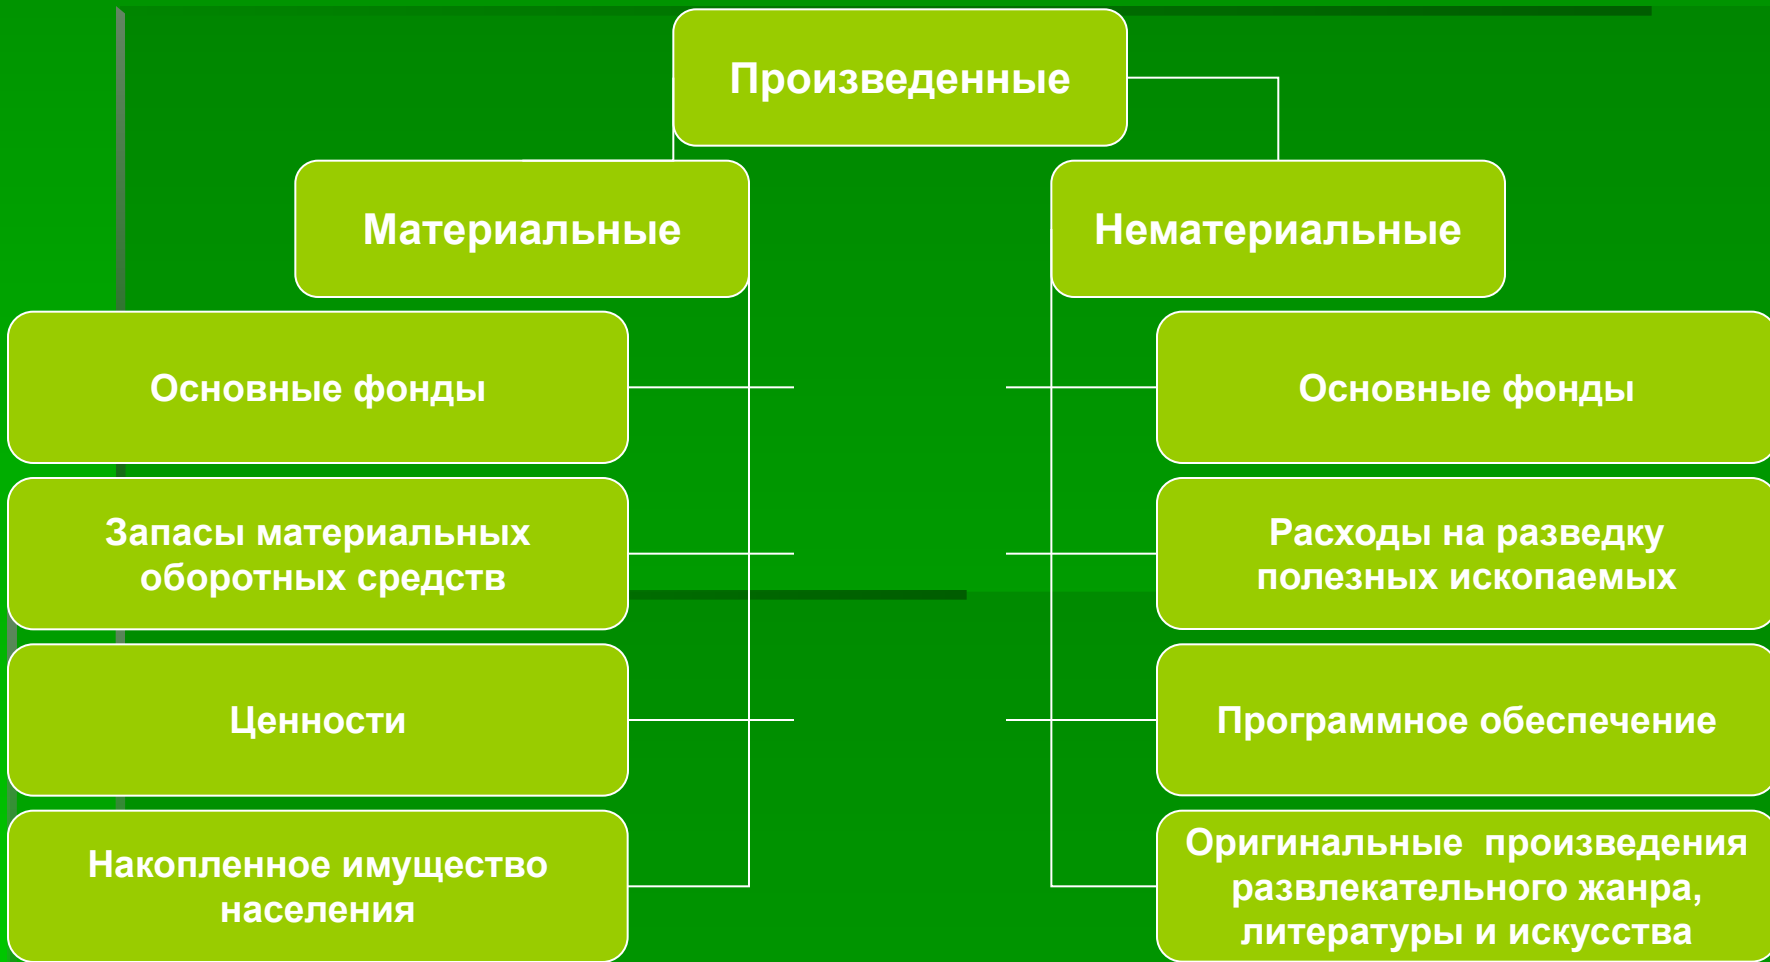 Произведенные
Материальные
Нематериальные
Основные фонды
Основные фонды
Запасы материальных
оборотных средств
Расходы на разведку
полезных ископаемых
Ценности
Программное обеспечение
Накопленное имущество
населения
Оригинальные произведения
развлекательного жанра,
литературы и искусства